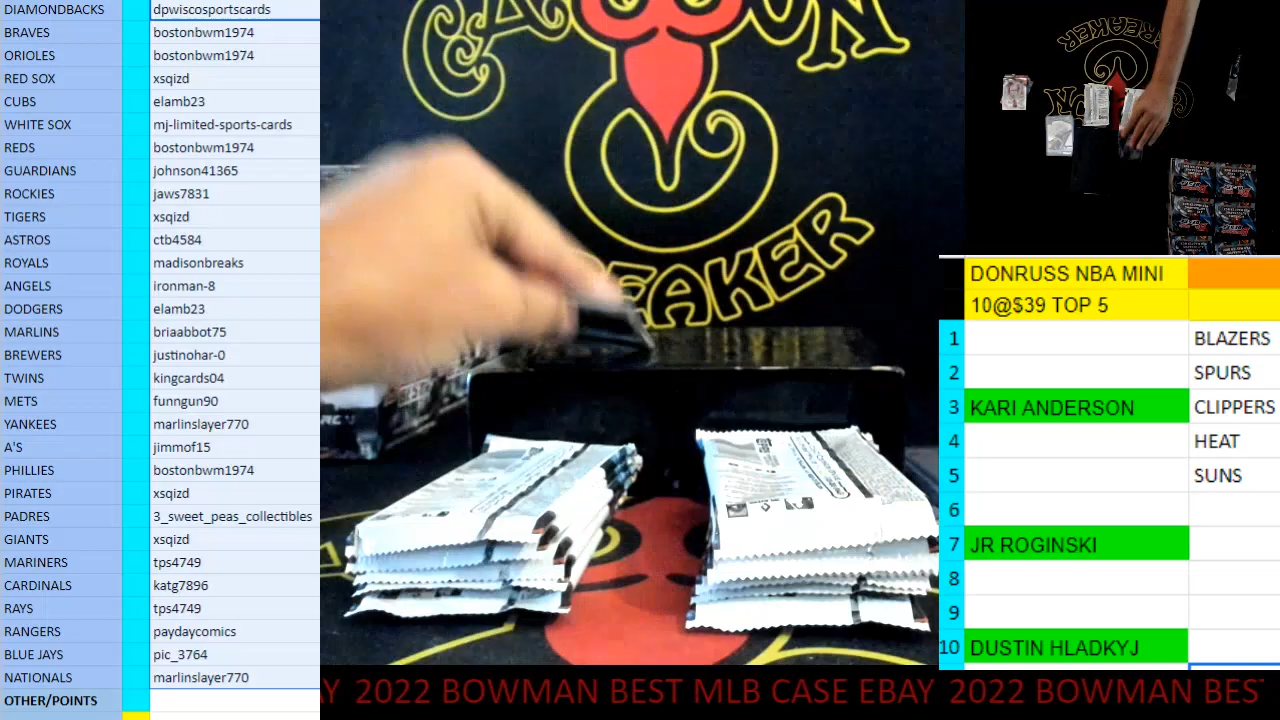 DIAMONDBACKS dpwiscosportscards
BRAVES bostonbwm1974
ORIOLES bostonbwm1974
RED SOX xsqizd
CUBS elamb23
WHITE SOX mj-limited-sports-cards
REDS bostonbwm1974
GUARDIANS johnson41365
ROCKIES jaws7831
TIGERS xsqizd
ASTROS ctb4584
ROYALS madisonbreaks
ANGELS ironman-8
DODGERS elamb23
MARLINS briaabbot75
BREWERS justinohar-0
TWINS kingcards04
METS funngun90
YANKEES marlinslayer770
A'S jimmof15
PHILLIES bostonbwm1974
PIRATES xsqizd
PADRES 3_sweet_peas_collectibles
GIANTS xsqizd
MARINERS tps4749
CARDINALS katg7896
RAYS tps4749
RANGERS paydaycomics
BLUE JAYS pic_3764
NATIONALS marlinslayer770
OTHER/POINTS
EAKER
REAKER
DONRUSS NBA MINI
10@$39 TOP 5
1 BLAZERS
2 SPURS
3 KARI ANDERSON CLIPPERS
4 HEAT
5 SUNS
6
7 JR ROGINSKI
8
9
10 DUSTIN HLADKYJ
Y 2022 BOWMAN BEST MLB CASE EBAY 2022 BOWMAN BES